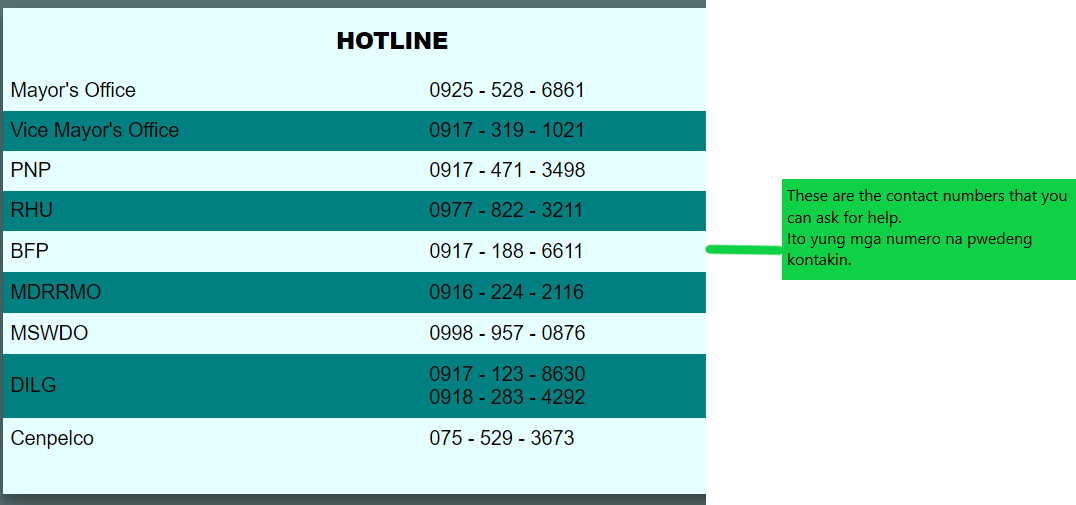 HOTLINE
Mayor's Office 0925 - 528 - 6861
Vice Mayor's Office 0917 - 319 - 1021
PNP 0917 - 471 - 3498
RHU 0977 - 822 - 3211
BFP 0917 - 188 - 6611
MDRRMO 0916 - 224 - 2116
MSWDO 0998 - 957 - 0876
DILG 0917 - 123 - 8630
0918 - 283 - 4292
Cenpelco 075 - 529 - 3673
These are the contact numbers that you
can ask for help.
Ito yung mga numero na pwedeng
kontakin.